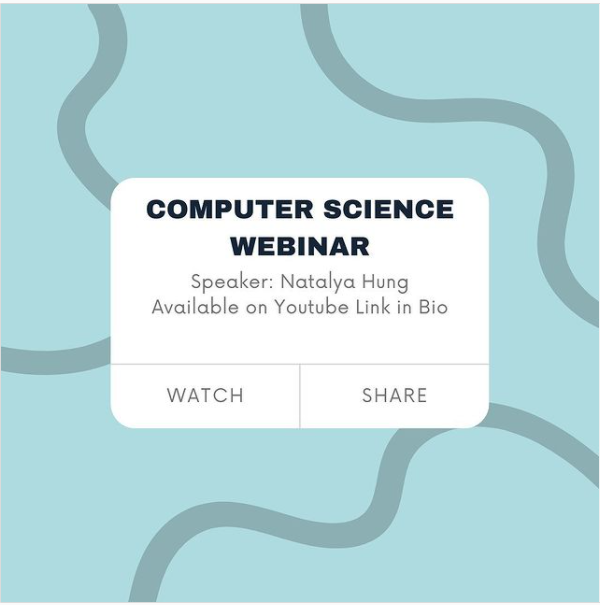 COMPUTER SCIENCE
WEBINAR
Speaker: Natalya Hung
Available on Youtube Link in Bio
WATCH
SHARE